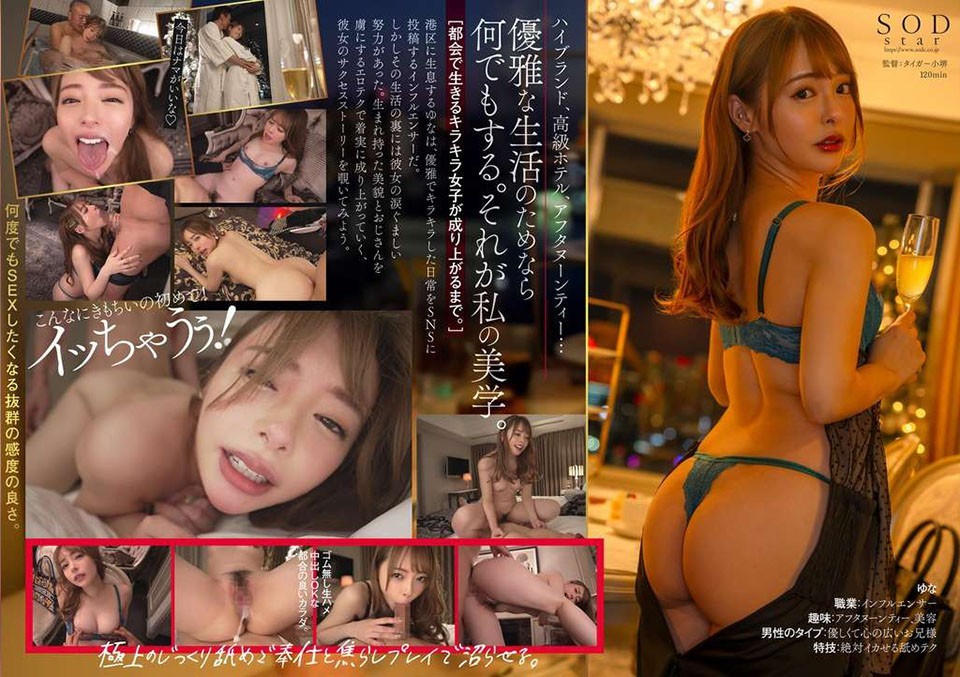 SOD
star
http://www.sod.co.jp
監督:タイガー小堺
120min
ハイブランド、高級ホテル、アフタヌーンティー…
優雅な生活のためなら
何でもする。それが私の美学。
[都会で生きるキラキラ女子が成り上がるまで。]
港区に生息するゆなは、優雅でキラキラした日常をSNSに
投稿するインフルエンサーだ。
しかしその生活の裏には彼女の涙ぐましい
努力があった。生まれ持った美貌とおじさんを
虜にするエロテクで着実に成り上がっていく、
彼女のサクセスストーリーを覗いてみよう。
今日はナマがいいな♡
こんなにきもちいの初めて!
イッちゃうぅ!!
何度でもSEXしたくなる抜群の感度の良さ。
ゴム無し生ハメ
中出しOKな
都合の良いカラダ。
極上のじっくり舐めご奉仕と焦らしプレイで沼らせる。
ゆな
職業:インフルエンサー
趣味:アフタヌーンティー、美容
男性のタイプ:優しくて心の広いお兄様
特技:絶対イカせる舐めテク